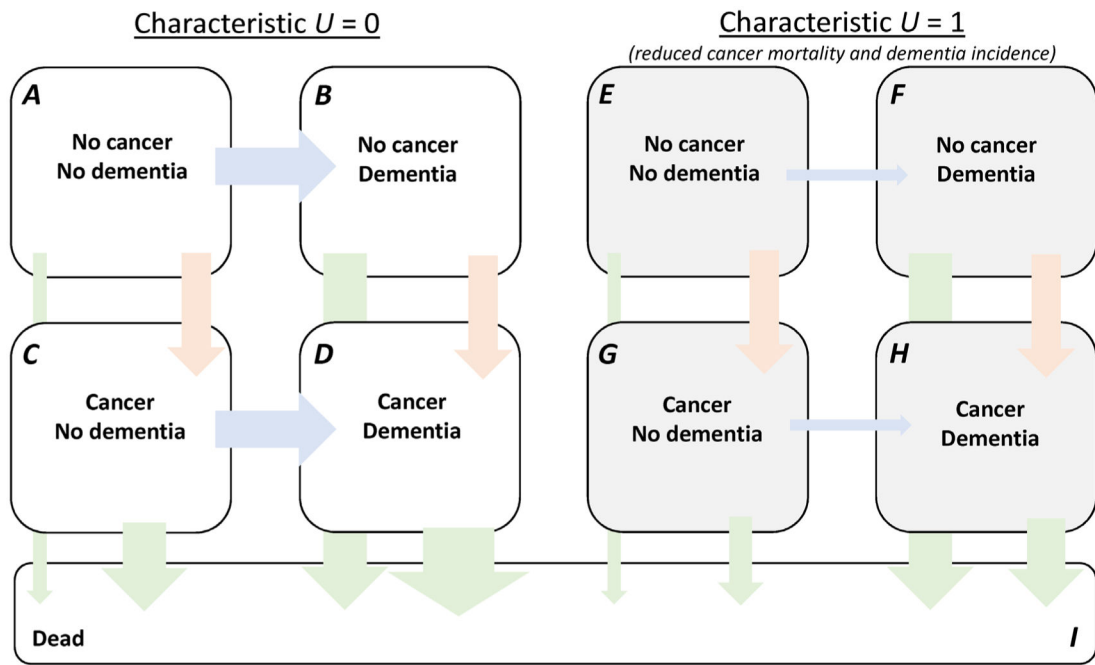 Characteristic U = 0
Characteristic U = 1
(reduced cancer mortality and dementia incidence)
A
No cancer
No dementia
B
No cancer
Dementia
E
No cancer
No dementia
F
No cancer
Dementia
C
Cancer
No dementia
D
Cancer
Dementia
G
Cancer
No dementia
H
Cancer
Dementia
Dead
I